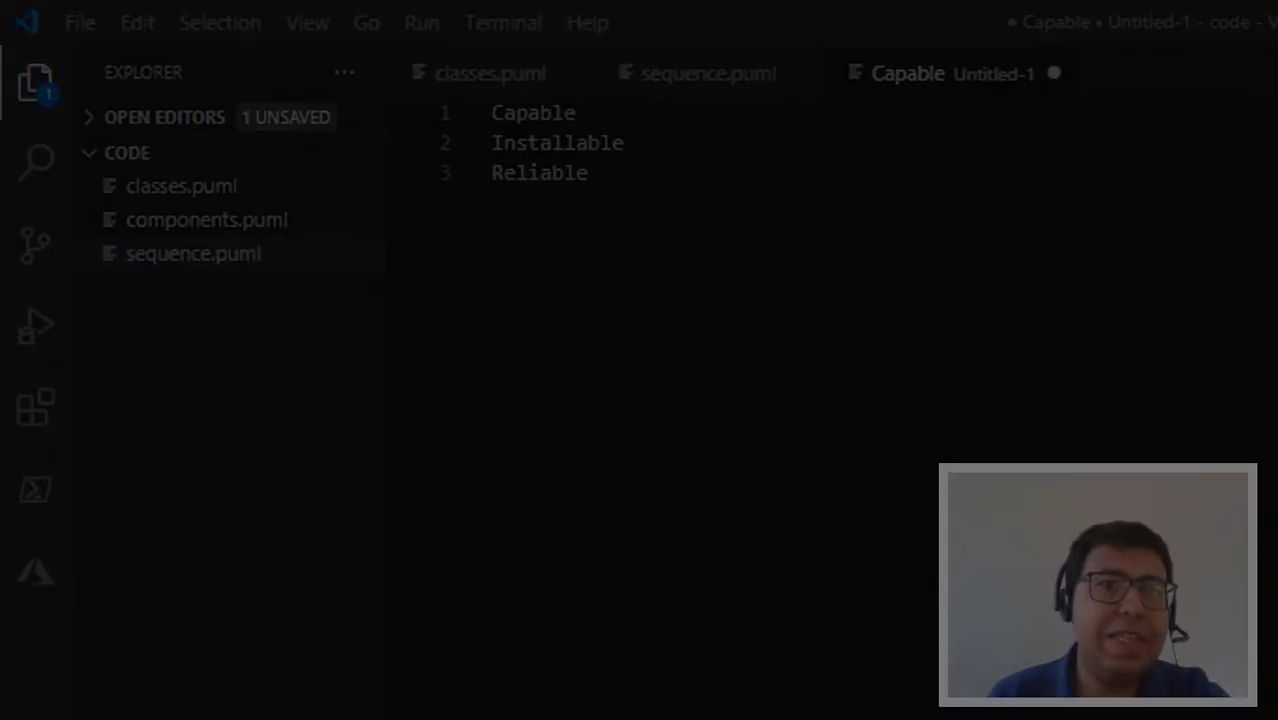 File Edit Selection View Go Run Terminal Help
● Capable • Untitled-1 - code - V
EXPLORER ···
classes.puml
sequence.puml
Capable Untitled-1
1
OPEN EDITORS 1 UNSAVED
CODE
classes.puml
components.puml
sequence.puml
1 Capable
2 Installable
3 Reliable